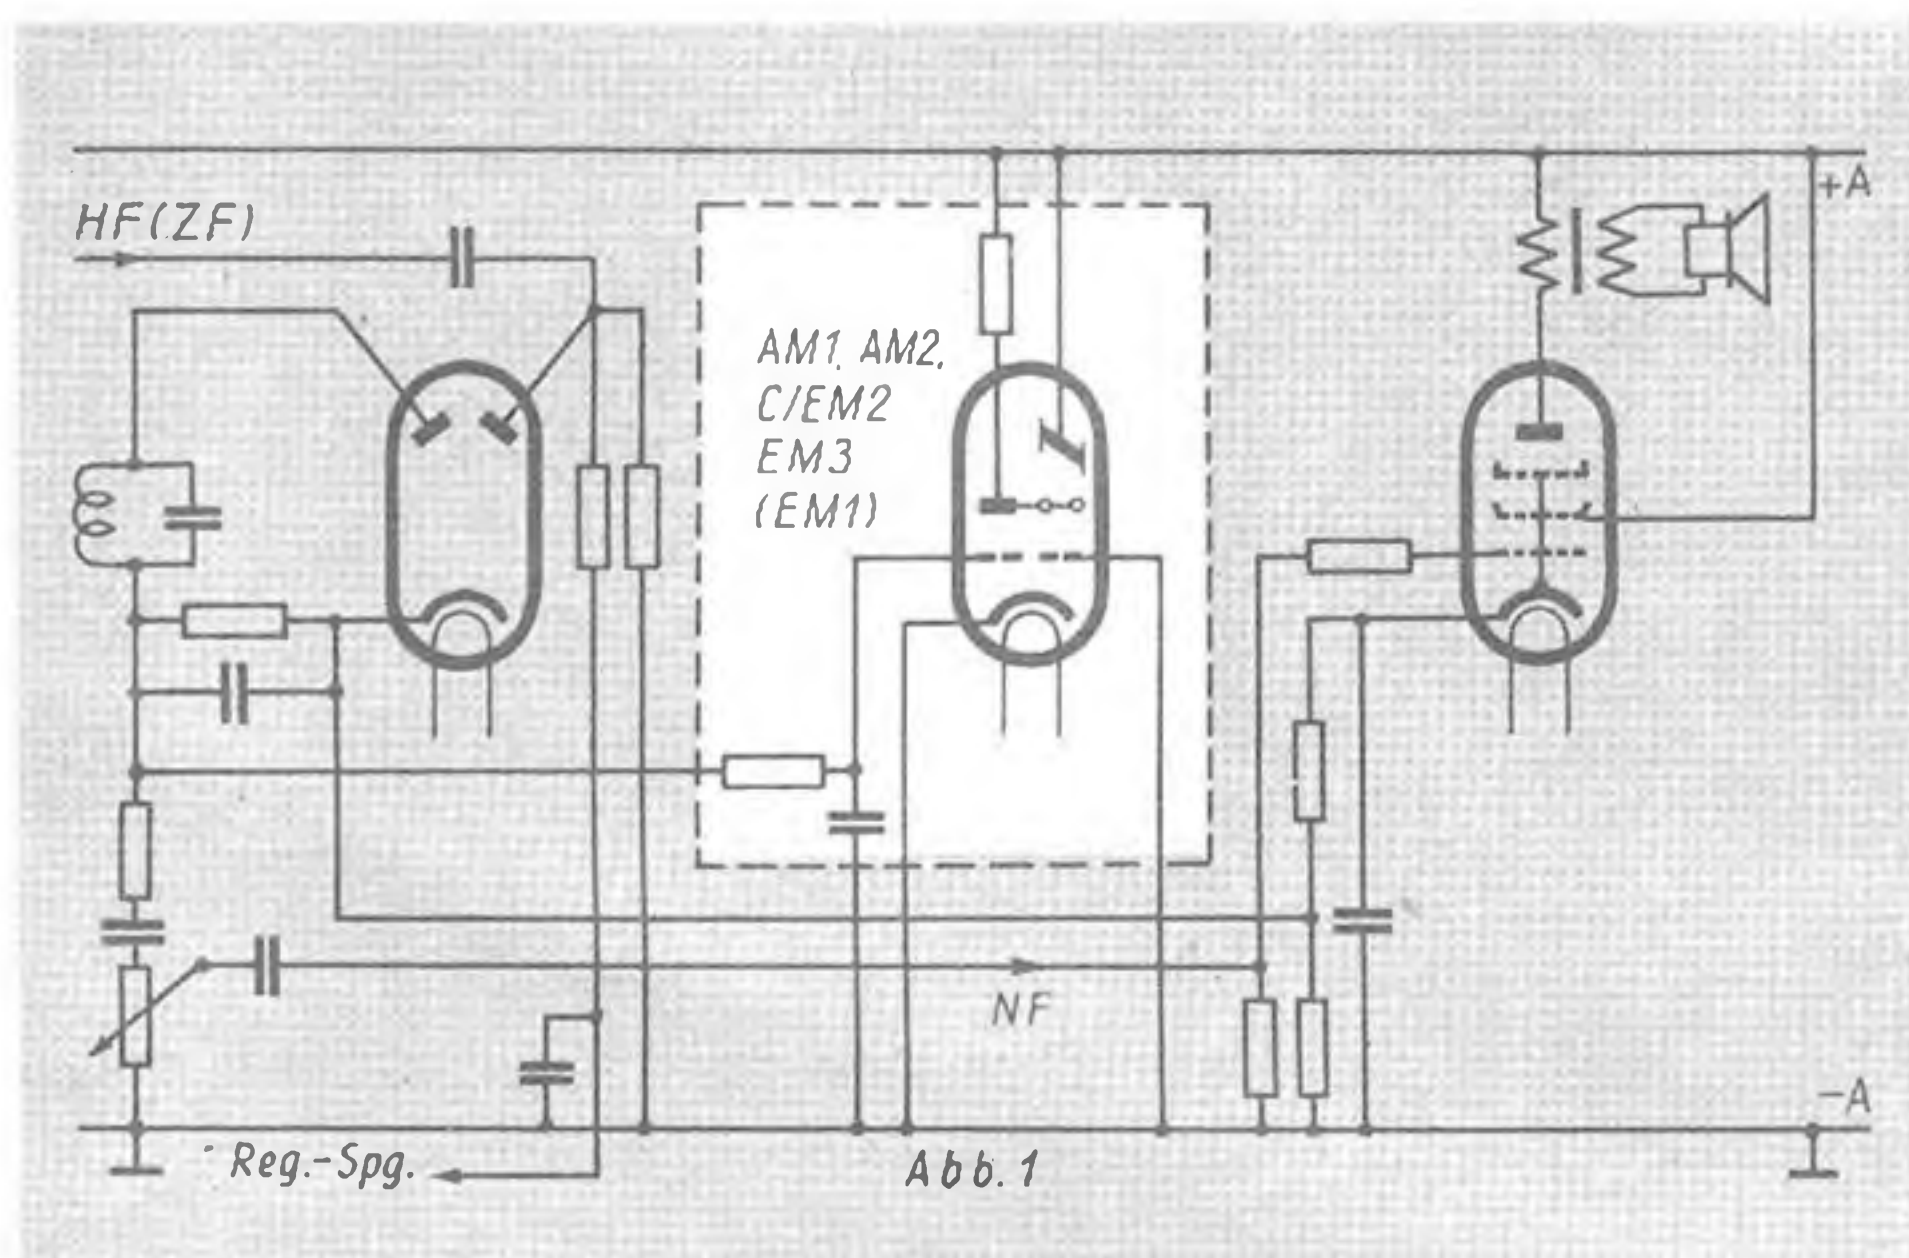 +A
HF(ZF)
AM1, AM2,
C/EM2
EM3
(EM1)
NF
-A
Reg.-Spg.
Abb. 1